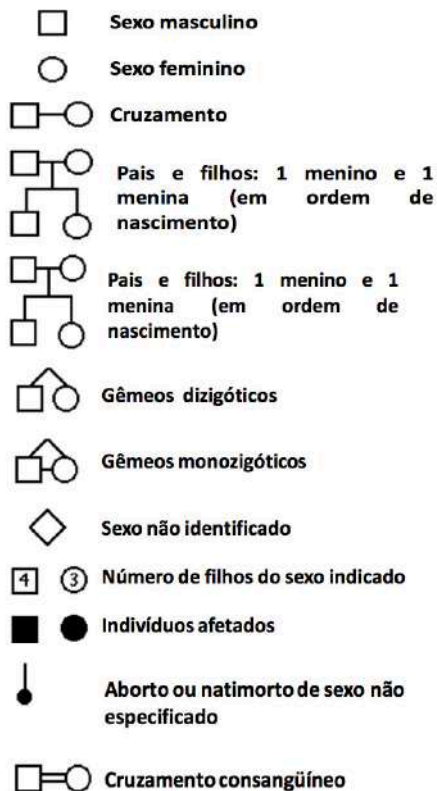 Sexo masculino
Sexo feminino
Cruzamento
Pais e filhos: 1 menino e 1
menina (em ordem de
nascimento)
Pais e filhos: 1 menino e 1
menina (em ordem de
nascimento)
Gêmeos dizigóticos
Gêmeos monozigóticos
Sexo não identificado
4 3 Número de filhos do sexo indicado
Indivíduos afetados
Aborto ou natimorto de sexo não
especificado
Cruzamento consangüíneo